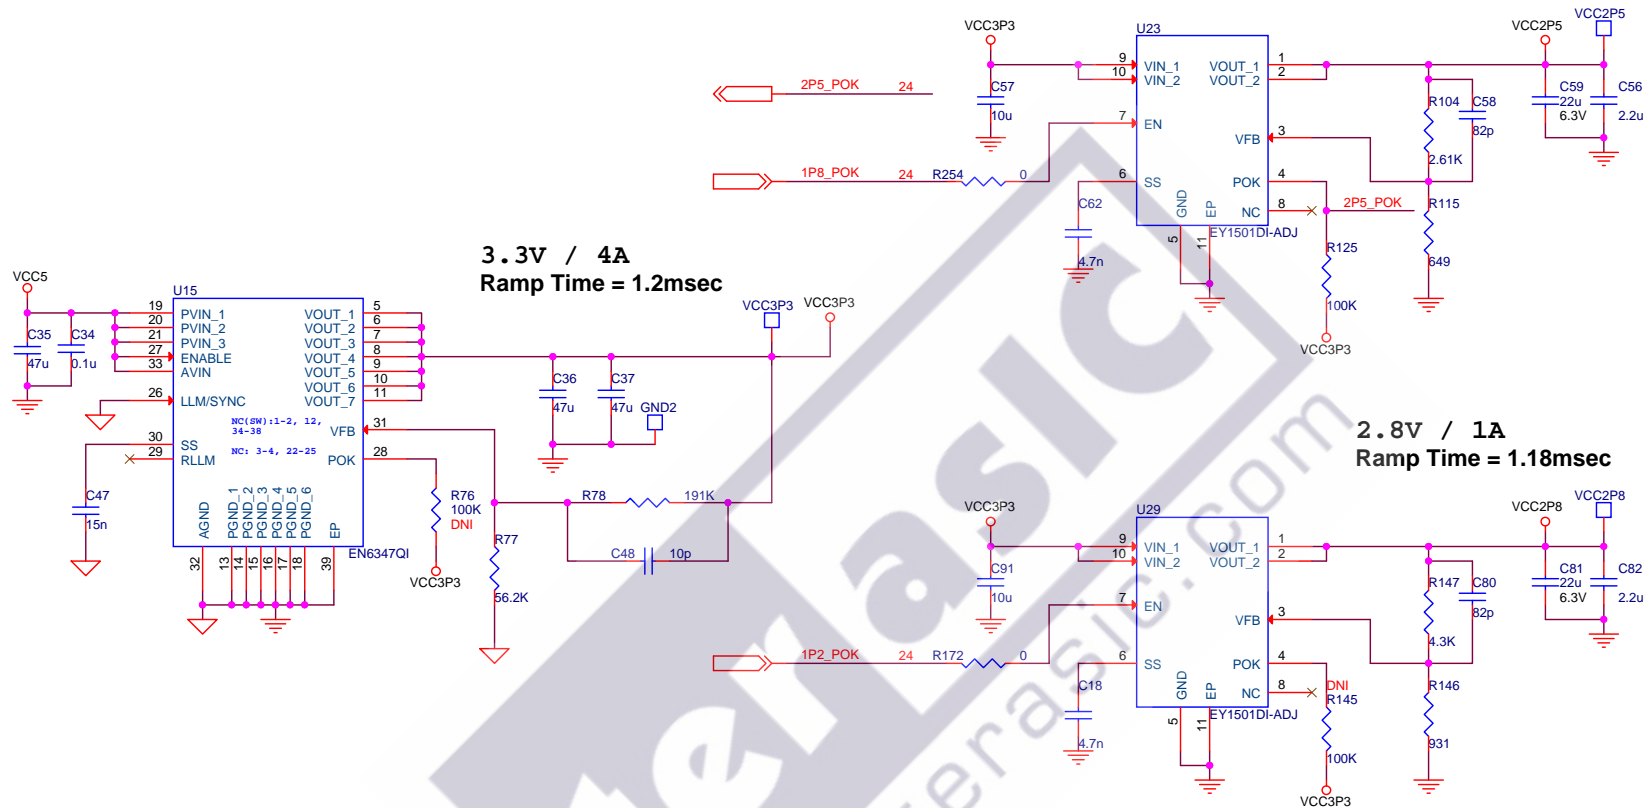 3.3V / 4A
Ramp Time = 1.2msec
VCC5
C35
47u
C34
0.1u
U15
19 PVIN_1
20 PVIN_2
21 PVIN_3
27 ENABLE
33 AVIN
26 LLM/SYNC
30 SS
29 RLLM
NC(SW):1-2, 12,
34-38
NC: 3-4, 22-25
VOUT_1 5
VOUT_2 6
VOUT_3 7
VOUT_4 8
VOUT_5 9
VOUT_6 10
VOUT_7 11
VFB 31
POK 28
AGND 32
PGND_1 13
PGND_2 14
PGND_3 15
PGND_4 16
PGND_5 17
PGND_6 18
EP 39
EN6347QI
C47
15n
R76
100K
DNI
VCC3P3
R77
56.2K
R78 191K
C48 10p
C36
47u
C37
47u
GND2
VCC3P3
VCC3P3
2P5_POK 24
1P8_POK 24 R254 0
VCC3P3
C57
10u
U23
9 VIN_1
10 VIN_2
7 EN
6 SS
VOUT_1 1
VOUT_2 2
VFB 3
POK 4
NC 8
GND 5
EP 11
EY1501DI-ADJ
C62
4.7n
2P5_POK
R125
100K
VCC3P3
R104
2.61K
C58
82p
R115
649
VCC2P5
VCC2P5
C59
22u
6.3V
C56
2.2u
2.8V / 1A
Ramp Time = 1.18msec
1P2_POK 24 R172 0
VCC3P3
C91
10u
U29
9 VIN_1
10 VIN_2
7 EN
6 SS
VOUT_1 1
VOUT_2 2
VFB 3
POK 4
NC 8
GND 5
EP 11
EY1501DI-ADJ
C18
4.7n
DNI
R145
100K
VCC3P3
R147
4.3K
C80
82p
R146
931
VCC2P8
VCC2P8
C81
22u
6.3V
C82
2.2u
terasic
terasic.com